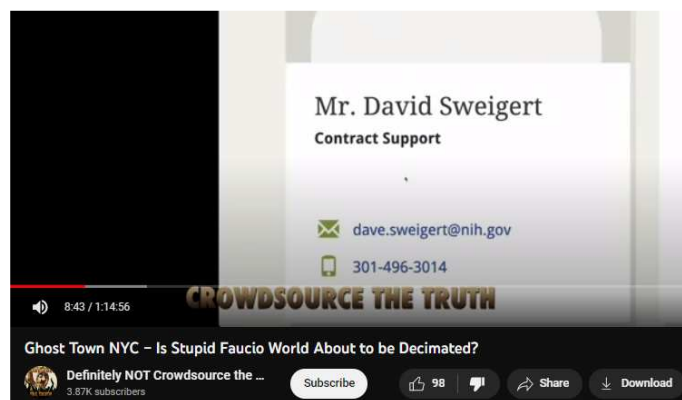 Mr. David Sweigert
Contract Support
dave.sweigert@nih.gov
301-496-3014
CROWDSOURCE THE TRUTH
8:43 / 1:14:56
Ghost Town NYC – Is Stupid Faucio World About to be Decimated?
Definitely NOT Crowdsource the ...
3.87K subscribers
Subscribe
98
Share
Download